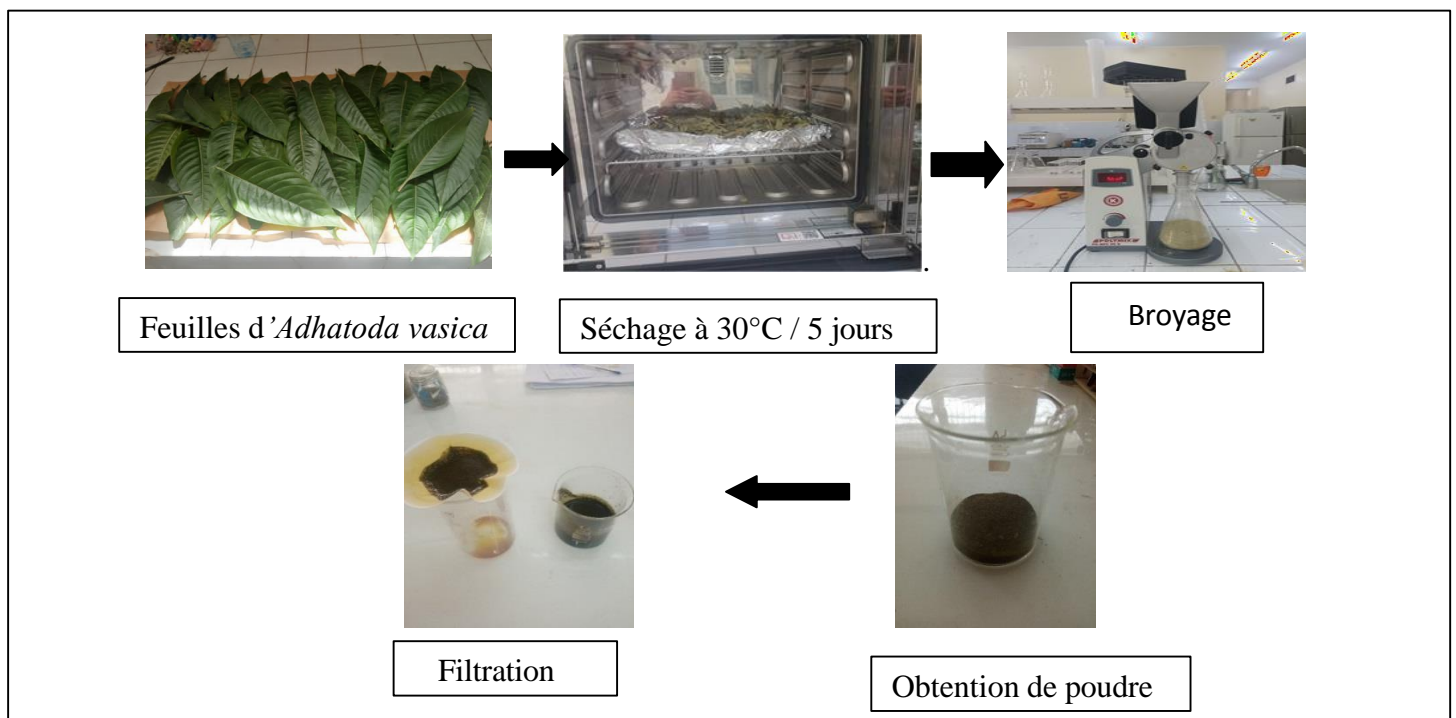 Feuilles d’Adhatoda vasica
Séchage à 30°C / 5 jours
Broyage
Filtration
Obtention de poudre